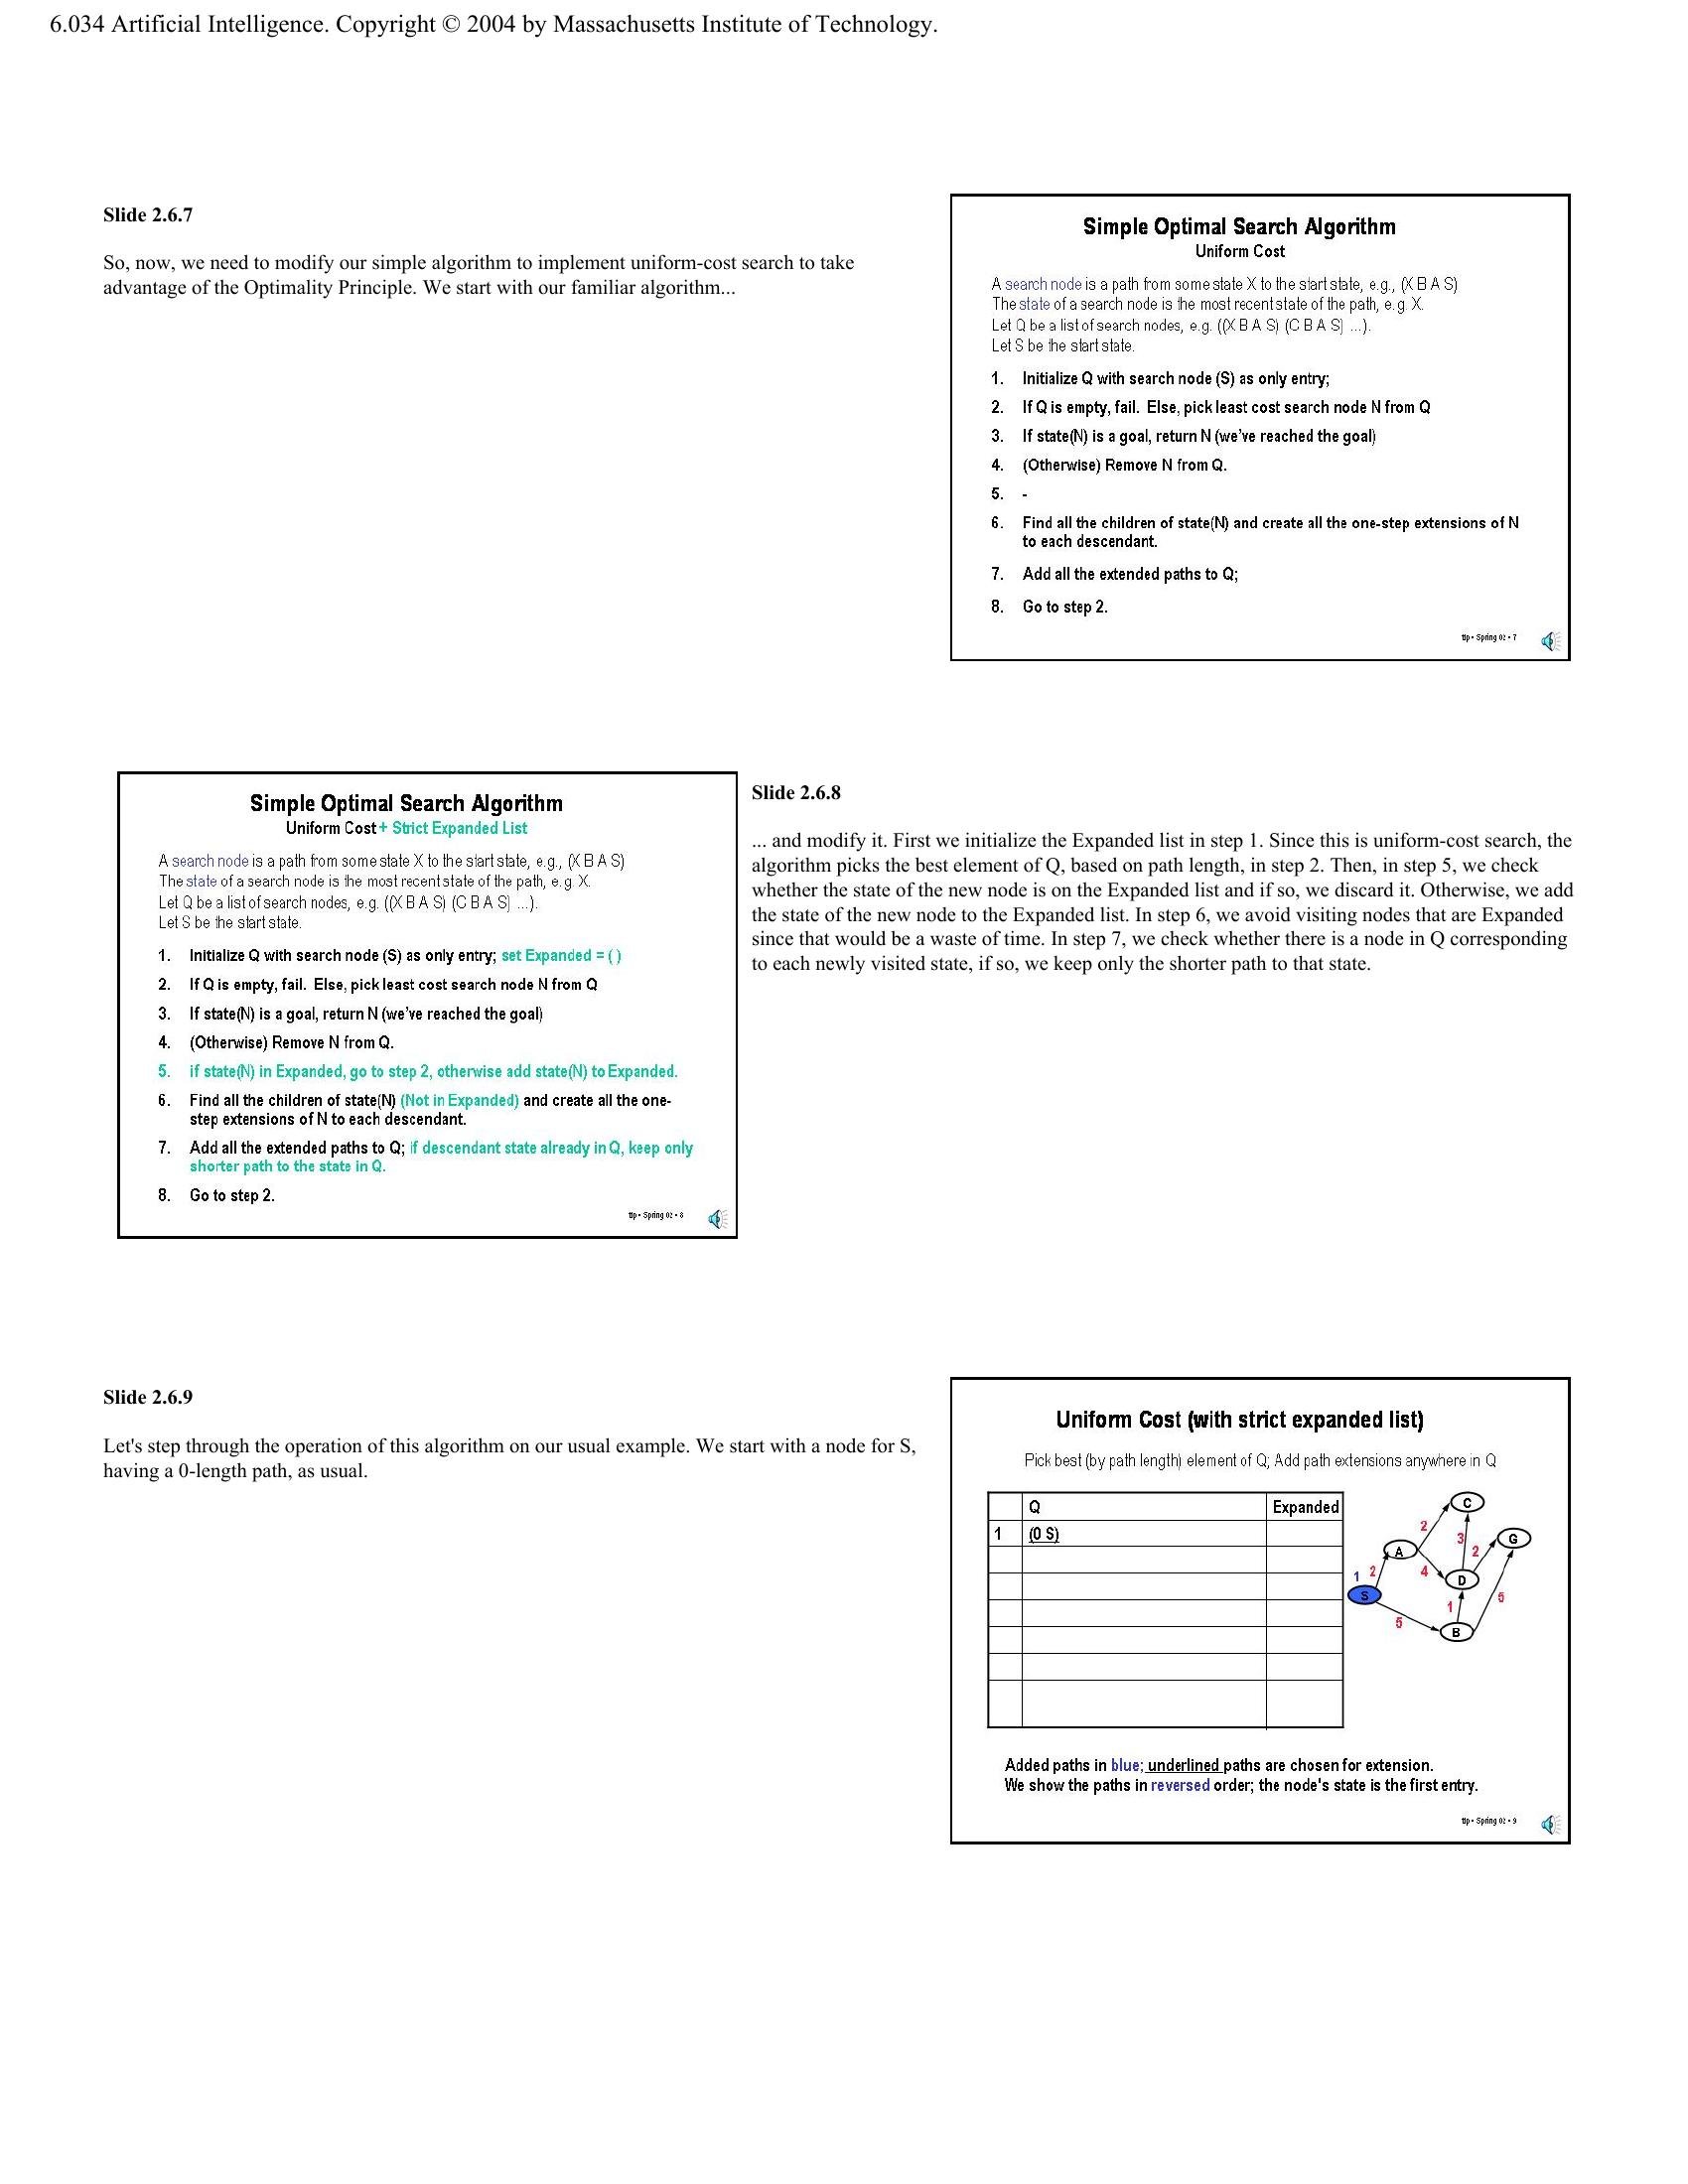 6.034 Artificial Intelligence. Copyright © 2004 by Massachusetts Institute of Technology.
Slide 2.6.7
So, now, we need to modify our simple algorithm to implement uniform-cost search to take
advantage of the Optimality Principle. We start with our familiar algorithm...
Simple Optimal Search Algorithm
Uniform Cost
A search node is a path from some state X to the start state, e.g., (X B A S)
The state of a search node is the most recent state of the path, e.g. X.
Let Q be a list of search nodes, e.g. ((X B A S) (C B A S) ...).
Let S be the start state.
1. Initialize Q with search node (S) as only entry;
2. If Q is empty, fail. Else, pick least cost search node N from Q
3. If state(N) is a goal, return N (we've reached the goal)
4. (Otherwise) Remove N from Q.
5. -
6. Find all the children of state(N) and create all the one-step extensions of N
to each descendant.
7. Add all the extended paths to Q;
8. Go to step 2.
tlp • Spring 02 • 7
Simple Optimal Search Algorithm
Uniform Cost + Strict Expanded List
A search node is a path from some state X to the start state, e.g., (X B A S)
The state of a search node is the most recent state of the path, e.g. X.
Let Q be a list of search nodes, e.g. ((X B A S) (C B A S) ...).
Let S be the start state.
1. Initialize Q with search node (S) as only entry; set Expanded = ( )
2. If Q is empty, fail. Else, pick least cost search node N from Q
3. If state(N) is a goal, return N (we've reached the goal)
4. (Otherwise) Remove N from Q.
5. if state(N) in Expanded, go to step 2, otherwise add state(N) to Expanded.
6. Find all the children of state(N) (Not in Expanded) and create all the one-
step extensions of N to each descendant.
7. Add all the extended paths to Q; if descendant state already in Q, keep only
shorter path to the state in Q.
8. Go to step 2.
tlp • Spring 02 • 8
Slide 2.6.8
... and modify it. First we initialize the Expanded list in step 1. Since this is uniform-cost search, the
algorithm picks the best element of Q, based on path length, in step 2. Then, in step 5, we check
whether the state of the new node is on the Expanded list and if so, we discard it. Otherwise, we add
the state of the new node to the Expanded list. In step 6, we avoid visiting nodes that are Expanded
since that would be a waste of time. In step 7, we check whether there is a node in Q corresponding
to each newly visited state, if so, we keep only the shorter path to that state.
Slide 2.6.9
Let's step through the operation of this algorithm on our usual example. We start with a node for S,
having a 0-length path, as usual.
Uniform Cost (with strict expanded list)
Pick best (by path length) element of Q; Add path extensions anywhere in Q
Q Expanded
1 (0 S)
C
2
3
G
A
2
1 2
4
D
S
5
1
5
B
Added paths in blue; underlined paths are chosen for extension.
We show the paths in reversed order; the node's state is the first entry.
tlp • Spring 02 • 9